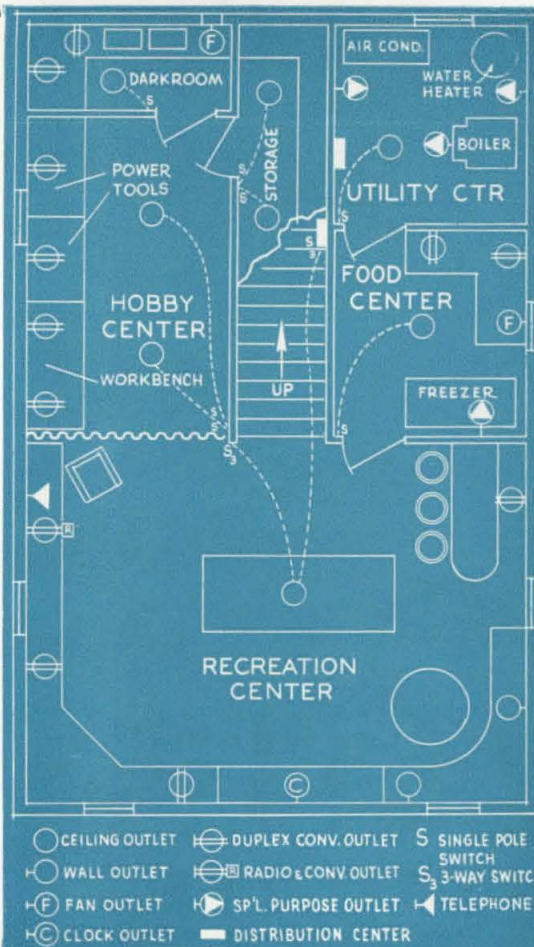 AIR COND.
F
DARKROOM
WATER
HEATER
S
BOILER
STORAGE
POWER
TOOLS
S
S
UTILITY CTR
S
S3
FOOD
CENTER
HOBBY
CENTER
F
UP
WORKBENCH
FREEZER
S
S
S
S3
R
RECREATION
CENTER
C
CEILING OUTLET
DUPLEX CONV. OUTLET
S SINGLE POLE
SWITCH
WALL OUTLET
R RADIO & CONV. OUTLET
S3 3-WAY SWITC
F FAN OUTLET
SP'L. PURPOSE OUTLET
TELEPHONE
C CLOCK OUTLET
DISTRIBUTION CENTER